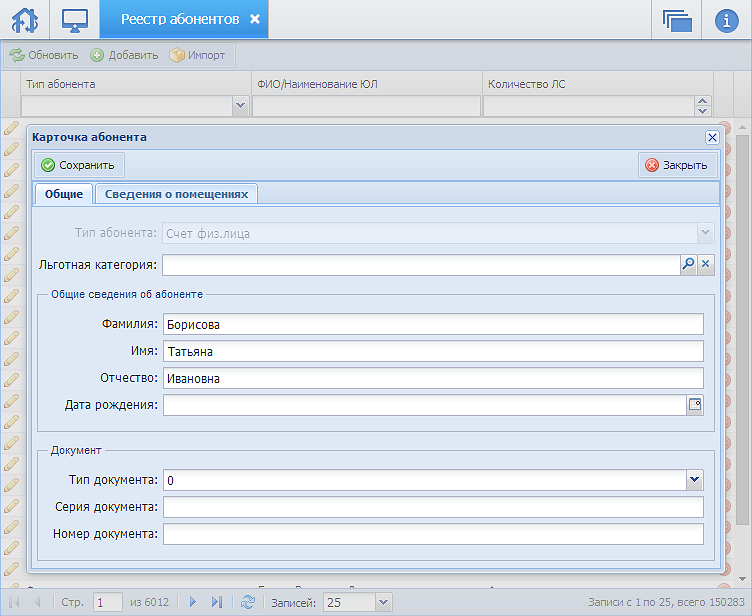 Реестр абонентов
Обновить Добавить Импорт
Тип абонента ФИО/Наименование ЮЛ Количество ЛС
Карточка абонента
Сохранить Закрыть
Общие Сведения о помещениях
Тип абонента: Счет физ.лица
Льготная категория:
Общие сведения об абоненте
Фамилия: Борисова
Имя: Татьяна
Отчество: Ивановна
Дата рождения:
Документ
Тип документа: 0
Серия документа:
Номер документа:
Стр. 1 из 6012 Записей: 25 Записи с 1 по 25, всего 150283